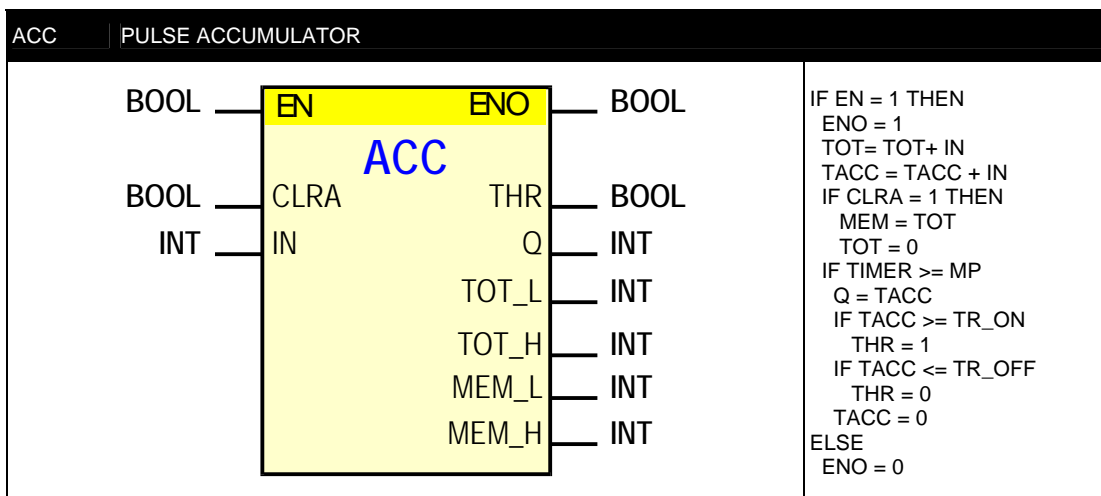 ACC PULSE ACCUMULATOR
BOOL EN ENO BOOL
ACC
BOOL CLRA THR BOOL
INT IN Q INT
TOT_L INT
TOT_H INT
MEM_L INT
MEM_H INT
IF EN = 1 THEN
ENO = 1
TOT= TOT+ IN
TACC = TACC + IN
IF CLRA = 1 THEN
MEM = TOT
TOT = 0
IF TIMER >= MP
Q = TACC
IF TACC >= TR_ON
THR = 1
IF TACC <= TR_OFF
THR = 0
TACC = 0
ELSE
ENO = 0